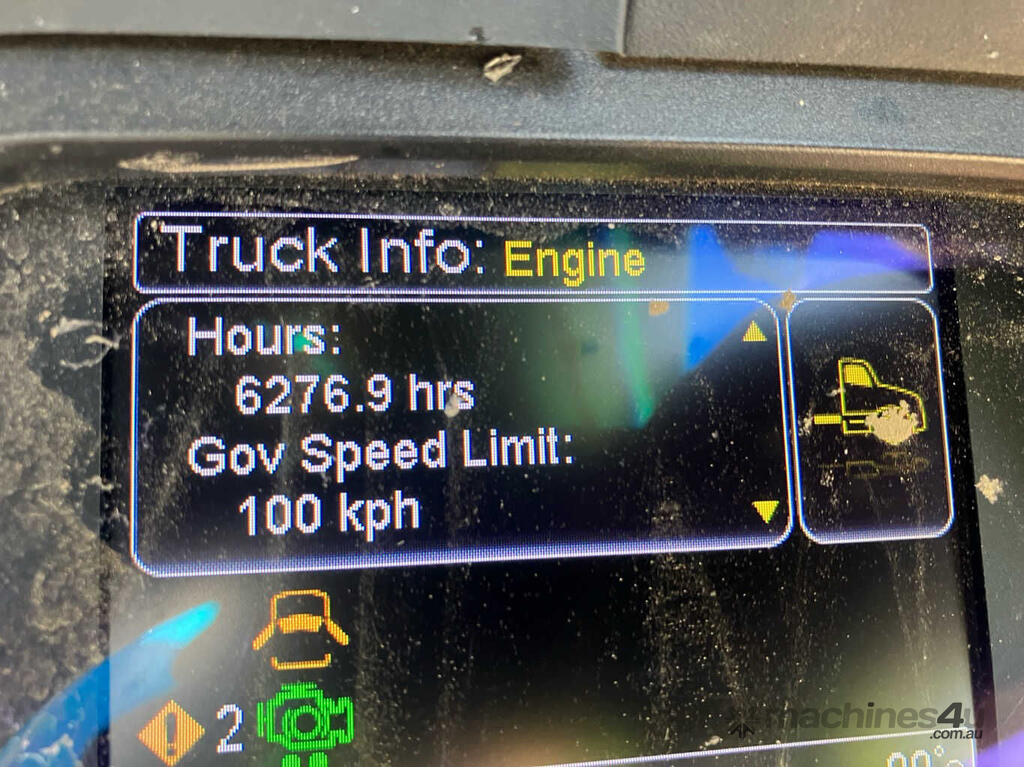 Truck Info: Engine
Hours:
6276.9 hrs
Gov Speed Limit:
100 kph
2
machines4u
.com.au